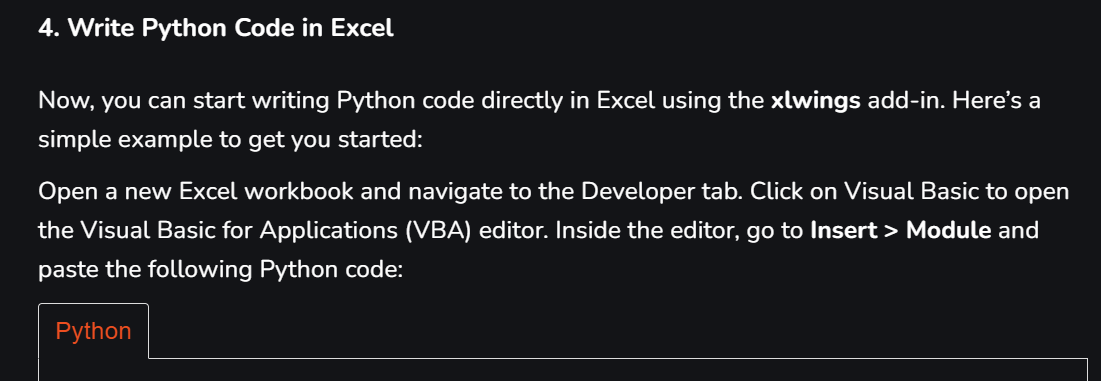 4. Write Python Code in Excel
Now, you can start writing Python code directly in Excel using the xlwings add-in. Here’s a
simple example to get you started:
Open a new Excel workbook and navigate to the Developer tab. Click on Visual Basic to open
the Visual Basic for Applications (VBA) editor. Inside the editor, go to Insert > Module and
paste the following Python code:
Python